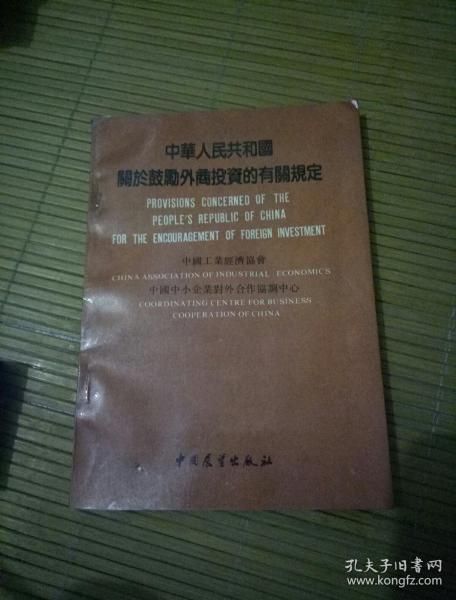 中華人民共和國
關於鼓勵外商投資的有關規定
PROVISIONS CONCERNED OF THE
PEOPLE'S REPUBLIC OF CHINA
FOR THE ENCOURAGEMENT OF FOREIGN INVESTMENT
中國工業經濟協會
CHINA ASSOCIATION OF INDUSTRIAL ECONOMICS
中國中小企業對外合作協調中心
COORDINATING CENTRE FOR BUSINESS
COOPERATION OF CHINA
中国展望出版社
孔夫子旧书网
www.kongfz.com